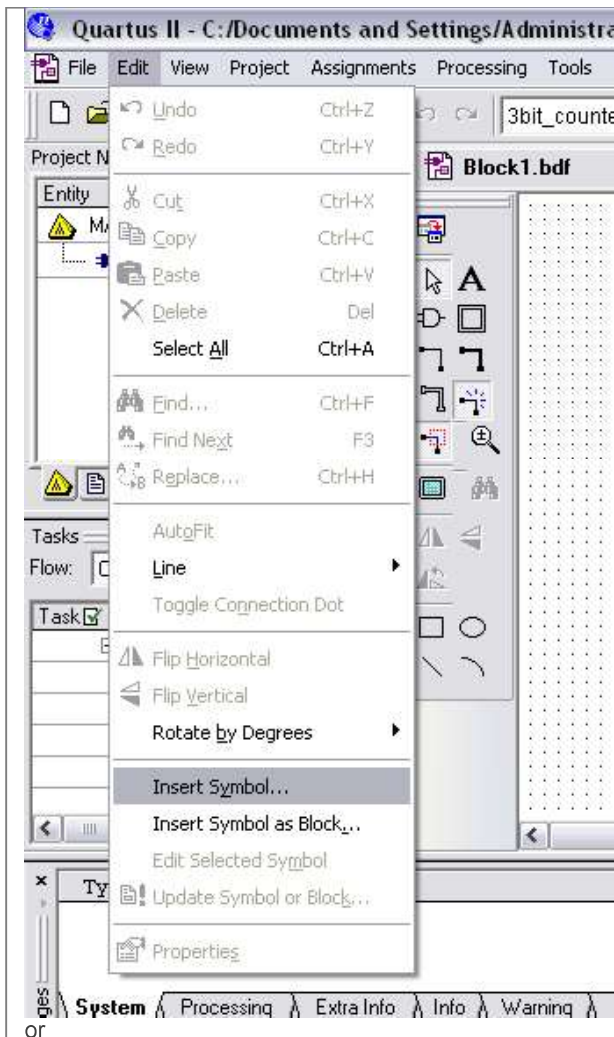 Quartus II - C:/Documents and Settings/Administra
File Edit View Project Assignments Processing Tools
3bit_counte
Project N
Block1.bdf
Entity
Undo Ctrl+Z
Redo Ctrl+Y
Cut Ctrl+X
Copy Ctrl+C
Paste Ctrl+V
Delete Del
Select All Ctrl+A
Find... Ctrl+F
Find Next F3
Replace... Ctrl+H
AutoFit
Line
Toggle Connection Dot
Flip Horizontal
Flip Vertical
Rotate by Degrees
Insert Symbol...
Insert Symbol as Block...
Edit Selected Symbol
Update Symbol or Block...
Properties
Tasks
Flow:
Task
Ty
System Processing Extra Info Info Warning
ges
or